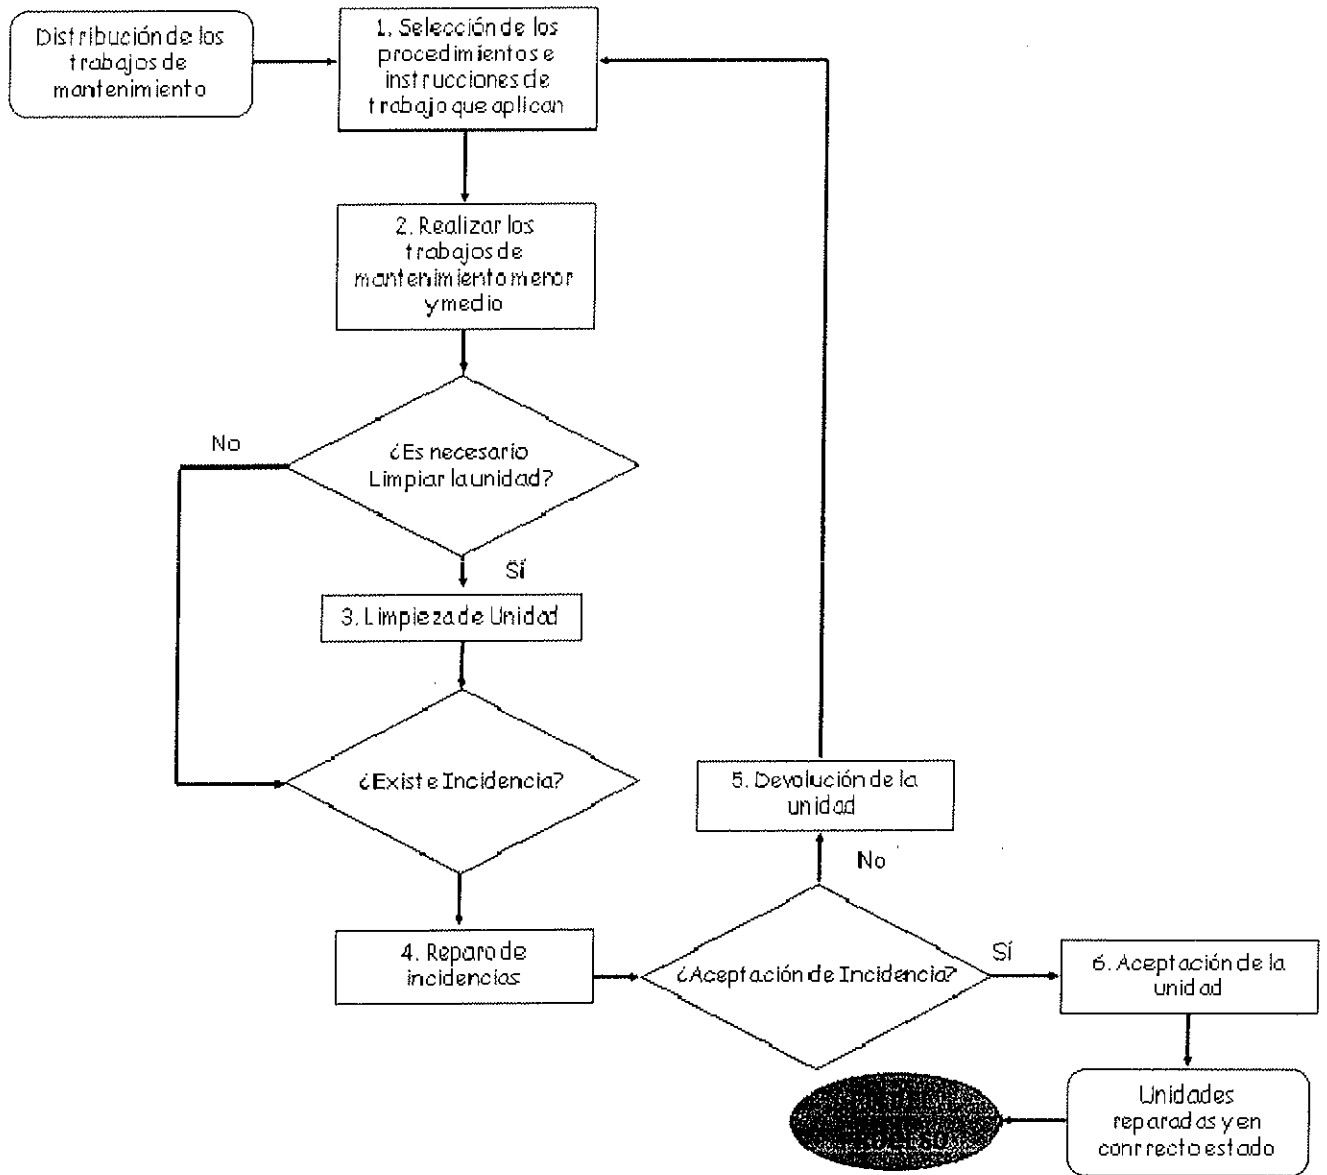 Distribución de los
trabajos de
mantenimiento
1. Selección de los
procedimientos e
instrucciones de
trabajo que aplican
2. Realizar los
trabajos de
mantenimiento menor
y medio
¿Es necesario
Limpiar la unidad?
No
Sí
3. Limpieza de Unidad
¿Existe Incidencia?
4. Reparo de
incidencias
¿Aceptación de Incidencia?
No
5. Devolución de la
unidad
Sí
6. Aceptación de la
unidad
Unidades
reparadas y en
conrrecto estado